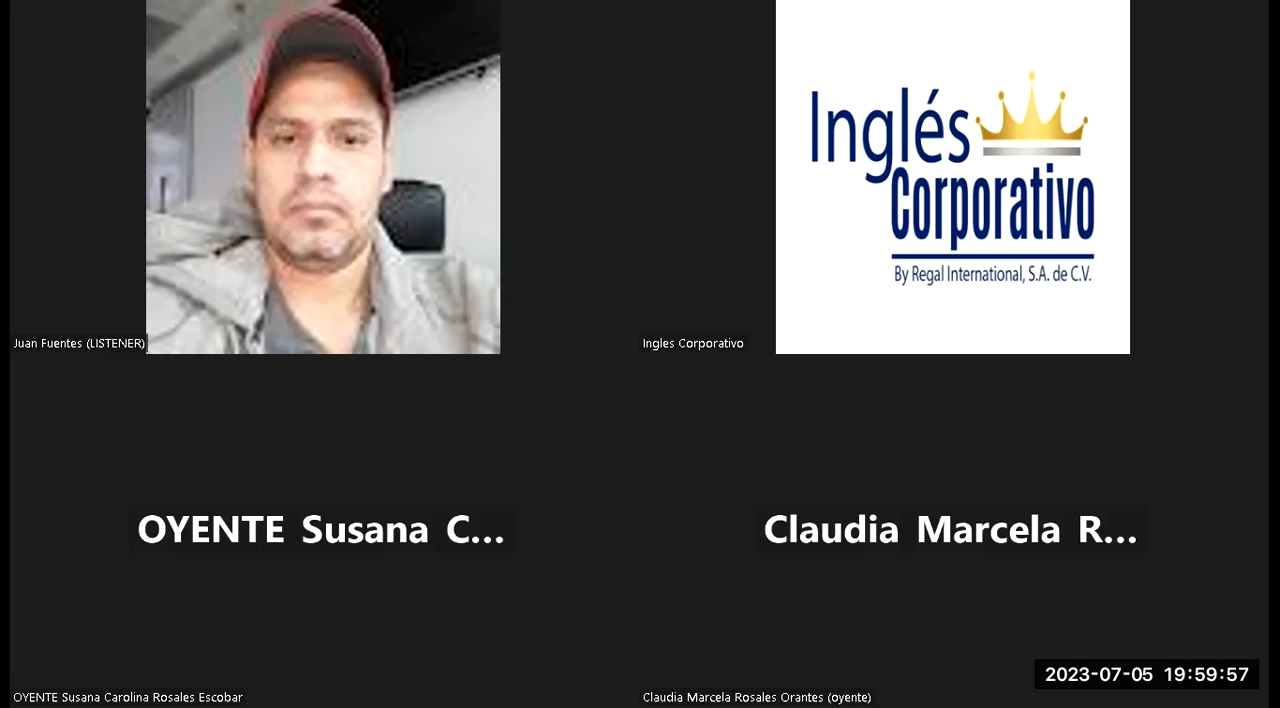 Inglés
Corporativo
By Regal International, S.A. de C.V.
Juan Fuentes (LISTENER)
Ingles Corporativo
OYENTE Susana C...
Claudia Marcela R...
2023-07-05 19:59:57
OYENTE Susana Carolina Rosales Escobar
Claudia Marcela Rosales Orantes (oyente)